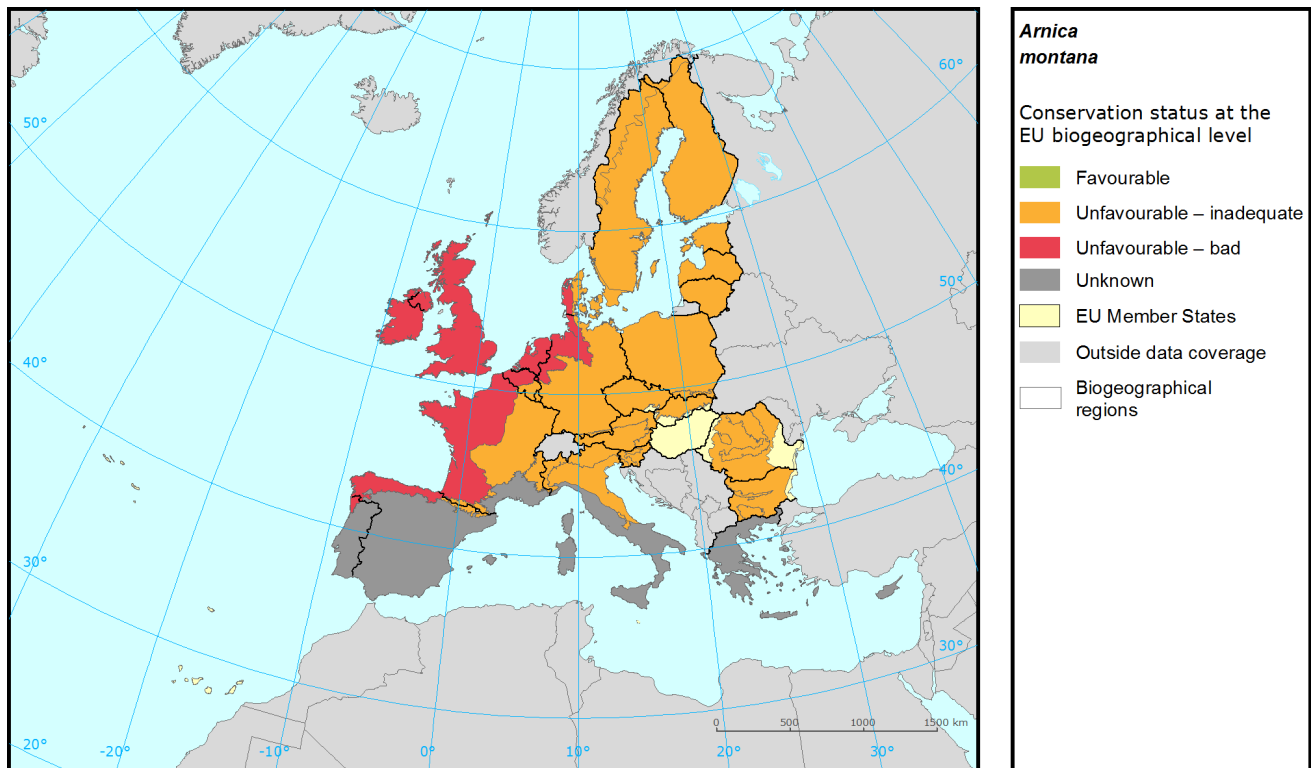 60°
50°
50°
40°
40°
30°
30°
0 500 1000 1500 km
20° -20° -10° 0° 10° 20° 30°
Arnica
montana
Conservation status at the
EU biogeographical level
Favourable
Unfavourable – inadequate
Unfavourable – bad
Unknown
EU Member States
Outside data coverage
Biogeographical
regions